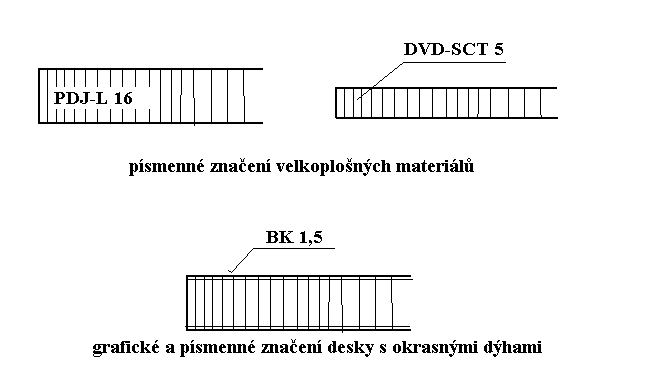 DVD-SCT 5
PDJ-L 16
písmenné značení velkoplošných materiálů
BK 1,5
grafické a písmenné značení desky s okrasnými dýhami